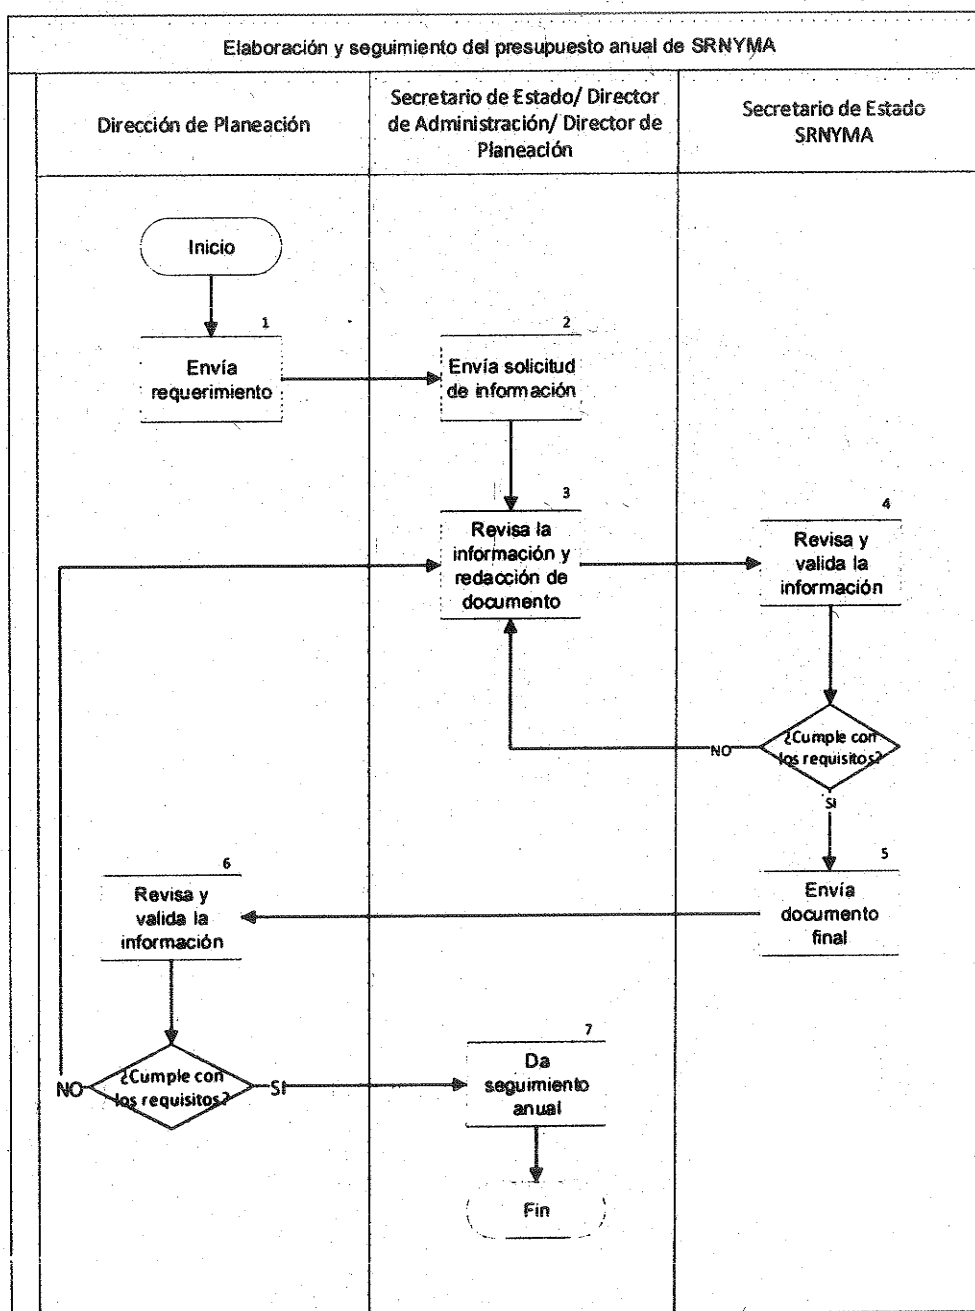 Elaboración y seguimiento del presupuesto anual de SRNYMA
Dirección de Planeación
Secretario de Estado/ Director
de Administración/ Director de
Planeación
Secretario de Estado
SRNYMA
Inicio
1
Envía
requerimiento
2
Envía solicitud
de información
3
Revisa la
información y
redacción de
documento
4
Revisa y
valida la
información
¿Cumple con
los requisitos?
NO
SI
5
Envía
documento
final
6
Revisa y
valida la
información
¿Cumple con
los requisitos?
NO
SI
7
Da
seguimiento
anual
Fin